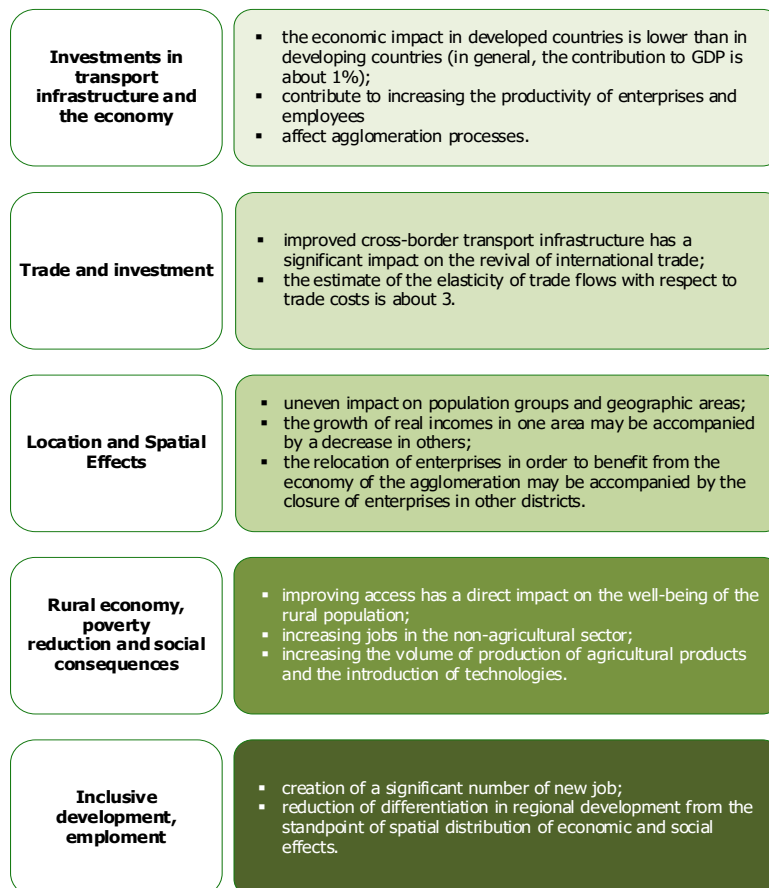 Investments in
transport
infrastructure and
the economy
▪ the economic impact in developed countries is lower than in
developing countries (in general, the contribution to GDP is
about 1%);
▪ contribute to increasing the productivity of enterprises and
employees
▪ affect agglomeration processes.
Trade and investment
▪ improved cross-border transport infrastructure has a
significant impact on the revival of international trade;
▪ the estimate of the elasticity of trade flows with respect to
trade costs is about 3.
Location and Spatial
Effects
▪ uneven impact on population groups and geographic areas;
▪ the growth of real incomes in one area may be accompanied
by a decrease in others;
▪ the relocation of enterprises in order to benefit from the
economy of the agglomeration may be accompanied by the
closure of enterprises in other districts.
Rural economy,
poverty
reduction and social
consequences
▪ improving access has a direct impact on the well-being of the
rural population;
▪ increasing jobs in the non-agricultural sector;
▪ increasing the volume of production of agricultural products
and the introduction of technologies.
Inclusive
development,
emploment
▪ creation of a significant number of new job;
▪ reduction of differentiation in regional development from the
standpoint of spatial distribution of economic and social
effects.